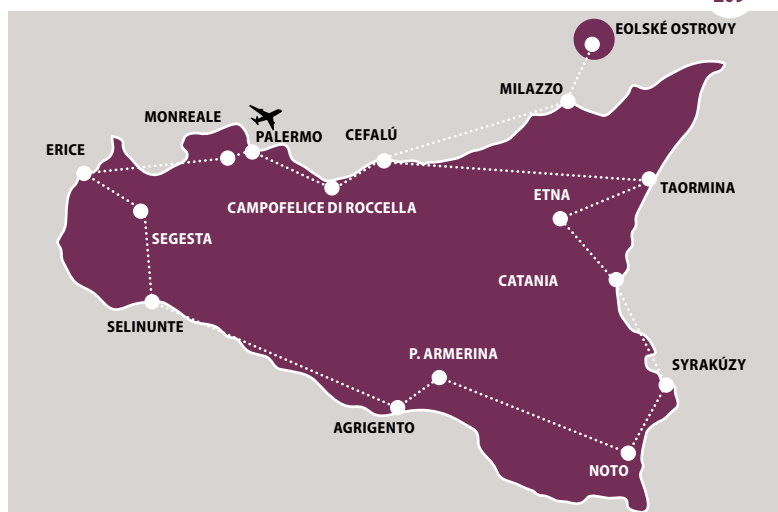 EOLSKÉ OSTROVY
MILAZZO
MONREALE
PALERMO
CEFALÚ
ERICE
TAORMINA
ETNA
CAMPOFELICE DI ROCCELLA
SEGESTA
CATANIA
SELINUNTE
P. ARMERINA
SYRAKÚZY
AGRIGENTO
NOTO